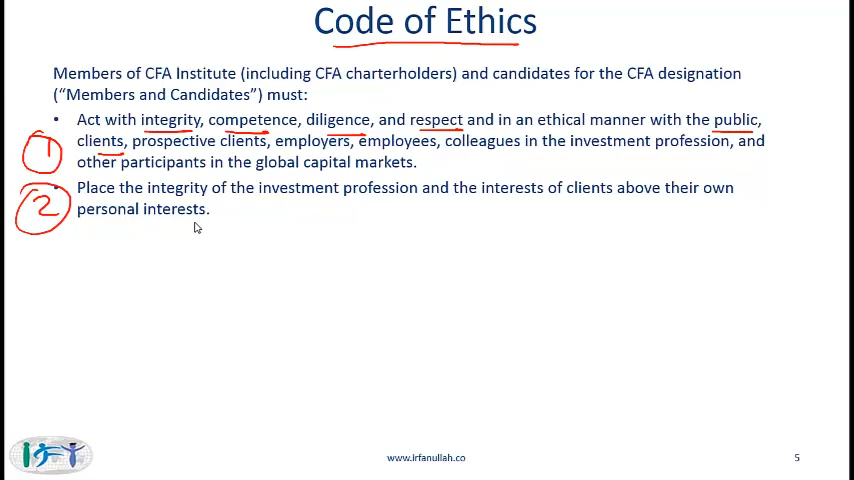 Code of Ethics
Members of CFA Institute (including CFA charterholders) and candidates for the CFA designation
(“Members and Candidates”) must:
• Act with integrity, competence, diligence, and respect and in an ethical manner with the public,
clients, prospective clients, employers, employees, colleagues in the investment profession, and
other participants in the global capital markets.
1
• Place the integrity of the investment profession and the interests of clients above their own
personal interests.
2
IFT
www.irfanullah.co
5